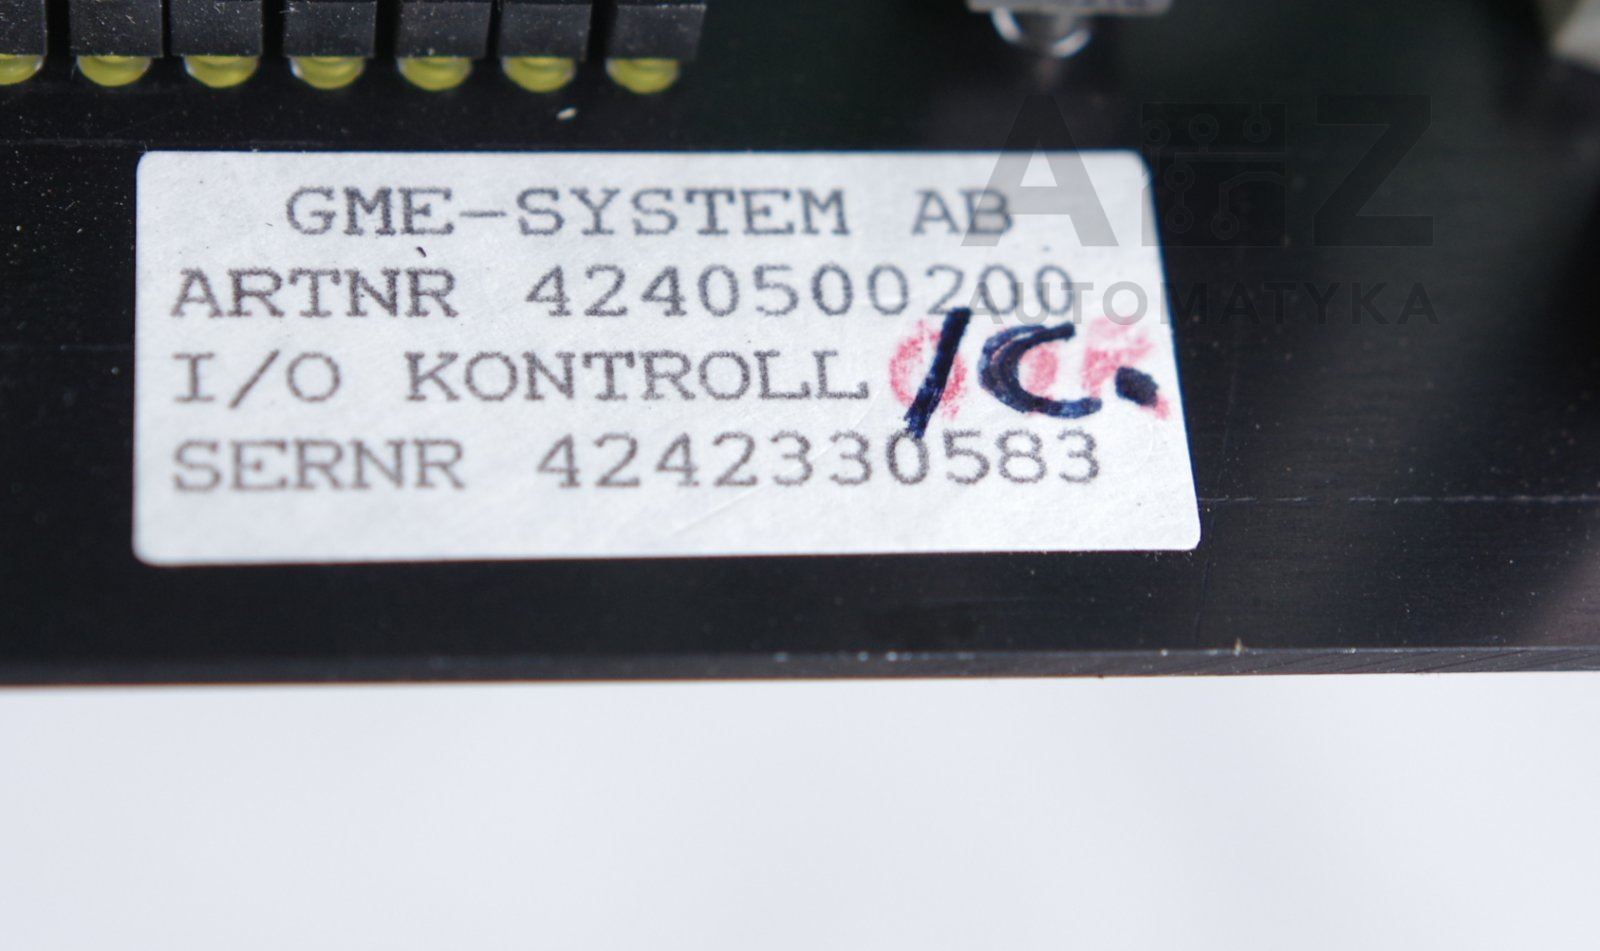 GME-SYSTEM AB
ARTNR 4240500200
I/O KONTROLL /C.
SERNR 4242330583
A Z
AUTOMATYKA